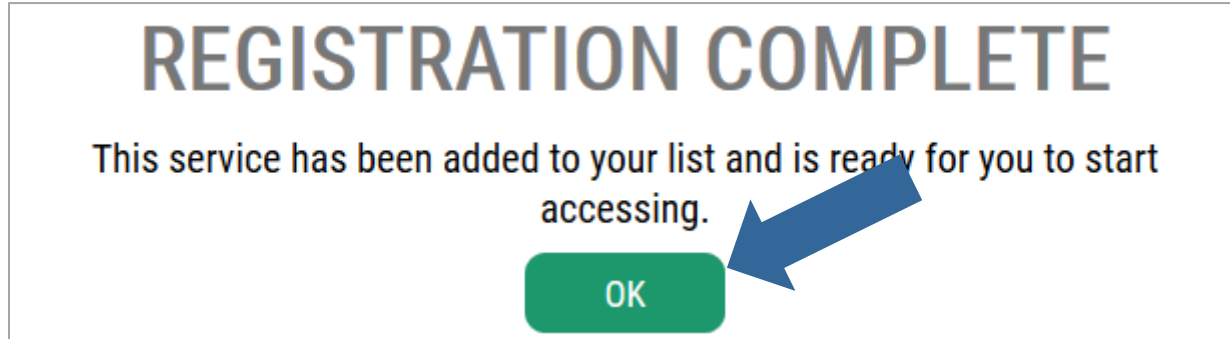 REGISTRATION COMPLETE
This service has been added to your list and is ready for you to start
accessing.
OK